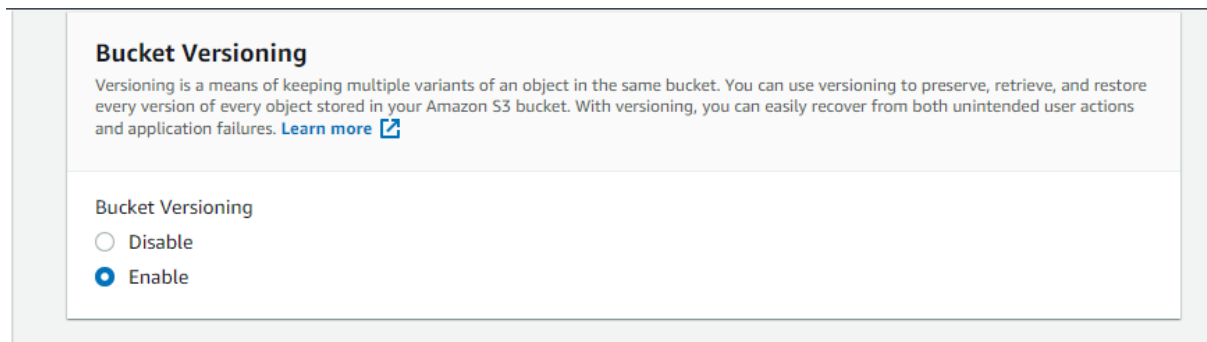 Bucket Versioning
Versioning is a means of keeping multiple variants of an object in the same bucket. You can use versioning to preserve, retrieve, and restore
every version of every object stored in your Amazon S3 bucket. With versioning, you can easily recover from both unintended user actions
and application failures. Learn more
Bucket Versioning
Disable
Enable